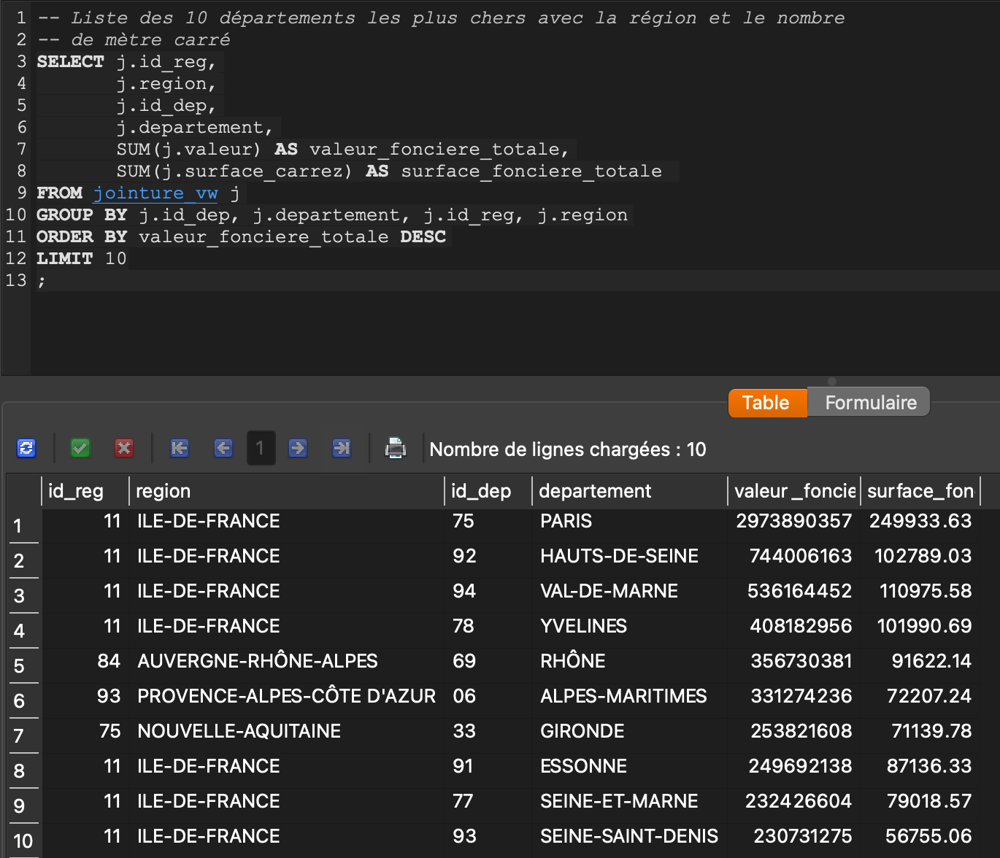 1 -- Liste des 10 départements les plus chers avec la région et le nombre
2 -- de mètre carré
3 SELECT j.id_reg,
4 j.region,
5 j.id_dep,
6 j.departement,
7 SUM(j.valeur) AS valeur_fonciere_totale,
8 SUM(j.surface_carrez) AS surface_fonciere_totale
9 FROM jointure_vw j
10 GROUP BY j.id_dep, j.departement, j.id_reg, j.region
11 ORDER BY valeur_fonciere_totale DESC
12 LIMIT 10
13 ;
Table Formulaire
1 Nombre de lignes chargées : 10
id_reg region id_dep departement valeur_foncie surface_fon
1 11 ILE-DE-FRANCE 75 PARIS 2973890357 249933.63
2 11 ILE-DE-FRANCE 92 HAUTS-DE-SEINE 744006163 102789.03
3 11 ILE-DE-FRANCE 94 VAL-DE-MARNE 536164452 110975.58
4 11 ILE-DE-FRANCE 78 YVELINES 408182956 101990.69
5 84 AUVERGNE-RHÔNE-ALPES 69 RHÔNE 356730381 91622.14
6 93 PROVENCE-ALPES-CÔTE D'AZUR 06 ALPES-MARITIMES 331274236 72207.24
7 75 NOUVELLE-AQUITAINE 33 GIRONDE 253821608 71139.78
8 11 ILE-DE-FRANCE 91 ESSONNE 249692138 87136.33
9 11 ILE-DE-FRANCE 77 SEINE-ET-MARNE 232426604 79018.57
10 11 ILE-DE-FRANCE 93 SEINE-SAINT-DENIS 230731275 56755.06